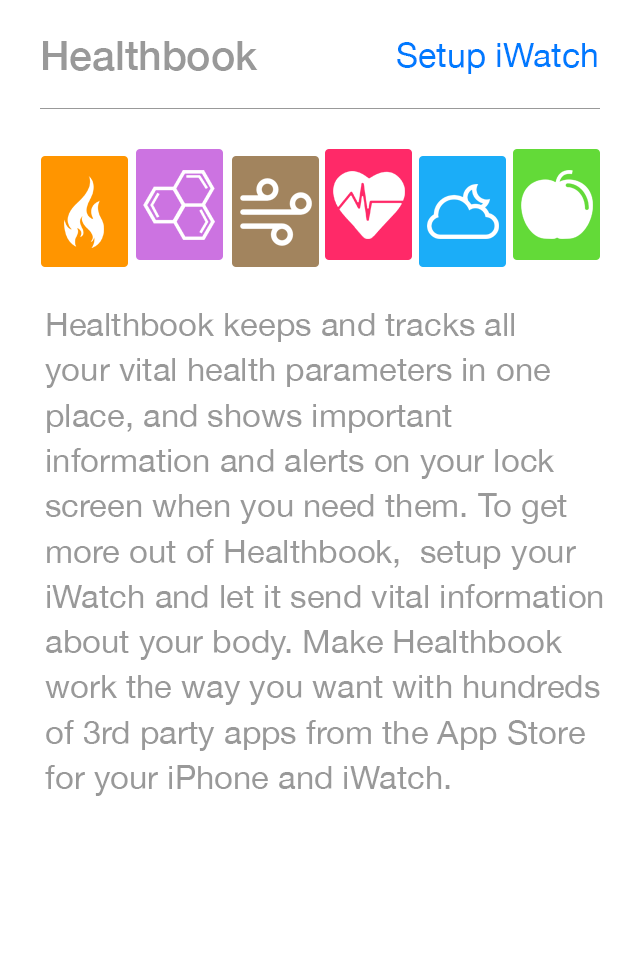 Healthbook
Setup iWatch
Healthbook keeps and tracks all
your vital health parameters in one
place, and shows important
information and alerts on your lock
screen when you need them. To get
more out of Healthbook,  setup your
iWatch and let it send vital information
about your body. Make Healthbook
work the way you want with hundreds
of 3rd party apps from the App Store
for your iPhone and iWatch.